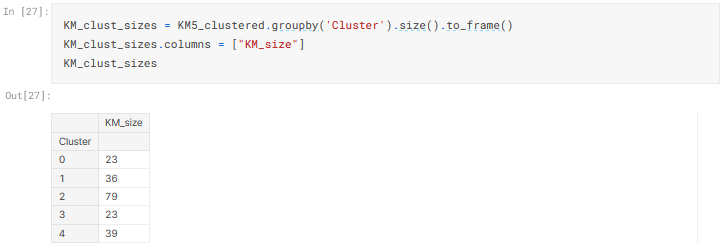 In [27]:
KM_clust_sizes = KM5_clustered.groupby('Cluster').size().to_frame()
KM_clust_sizes.columns = ["KM_size"]
KM_clust_sizes
Out[27]:
KM_size
Cluster
0 23
1 36
2 79
3 23
4 39